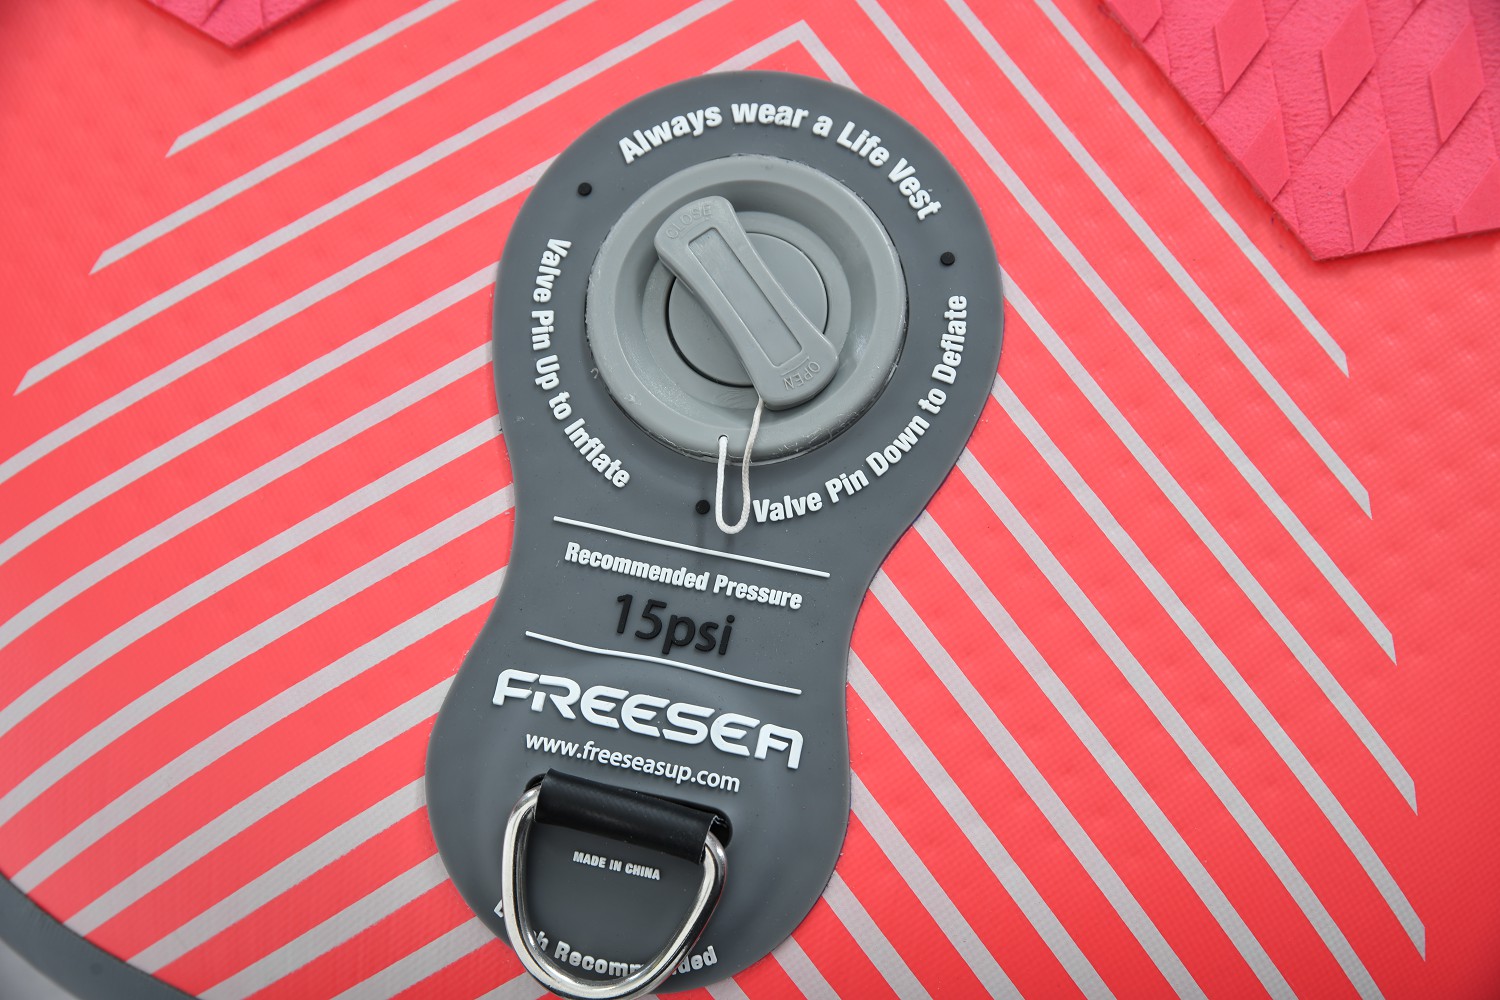 Always wear a Life Vest
CLOSE
OPEN
Valve Pin Up to Inflate
Valve Pin Down to Deflate
Recommended Pressure
15psi
FREESEA
www.freeseasup.com
MADE IN CHINA